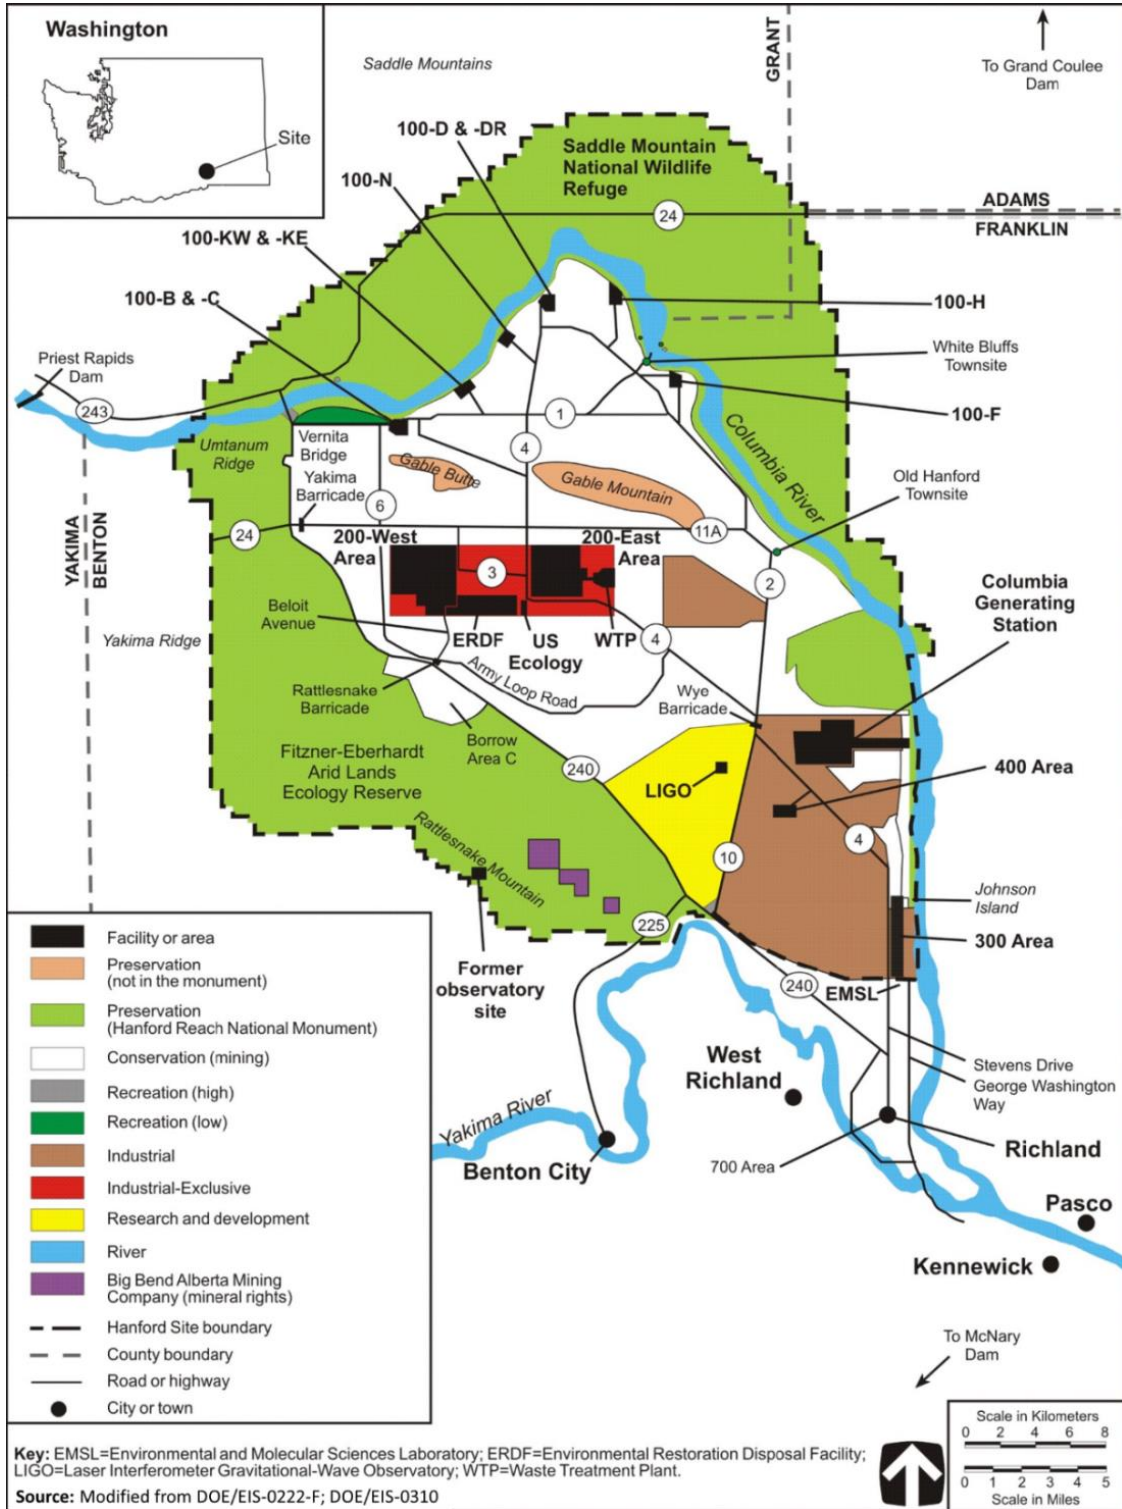 Washington
Site
Saddle Mountains
GRANT
To Grand Coulee
Dam
100-D & -DR
Saddle Mountain
National Wildlife
Refuge
100-N
ADAMS
FRANKLIN
24
100-KW & -KE
100-B & -C
100-H
White Bluffs
Townsite
Priest Rapids
Dam
243
100-F
1
Columbia River
Umtanum
Ridge
Vernita
Bridge
4
Gable Butte
Gable Mountain
Yakima
Barricade
Old Hanford
Townsite
6
24
11A
YAKIMA
BENTON
200-West
Area
200-East
Area
3
2
Columbia
Generating
Station
Beloit
Avenue
Yakima Ridge
ERDF
US
Ecology
WTP
4
Army Loop Road
Rattlesnake
Barricade
Wye
Barricade
Borrow
Area C
Fitzner-Eberhardt
Arid Lands
Ecology Reserve
240
LIGO
400 Area
Rattlesnake Mountain
10
4
Johnson
Island
225
300 Area
Former
observatory
site
240
EMSL
West
Richland
Stevens Drive
George Washington
Way
Yakima River
Benton City
700 Area
Richland
Pasco
Kennewick
To McNary
Dam
Facility or area
Preservation
(not in the monument)
Preservation
(Hanford Reach National Monument)
Conservation (mining)
Recreation (high)
Recreation (low)
Industrial
Industrial-Exclusive
Research and development
River
Big Bend Alberta Mining
Company (mineral rights)
Hanford Site boundary
County boundary
Road or highway
City or town
Scale in Kilometers
0 2 4 6 8
0 1 2 3 4 5
Scale in Miles
Key: EMSL=Environmental and Molecular Sciences Laboratory; ERDF=Environmental Restoration Disposal Facility;
LIGO=Laser Interferometer Gravitational-Wave Observatory; WTP=Waste Treatment Plant.
Source: Modified from DOE/EIS-0222-F; DOE/EIS-0310